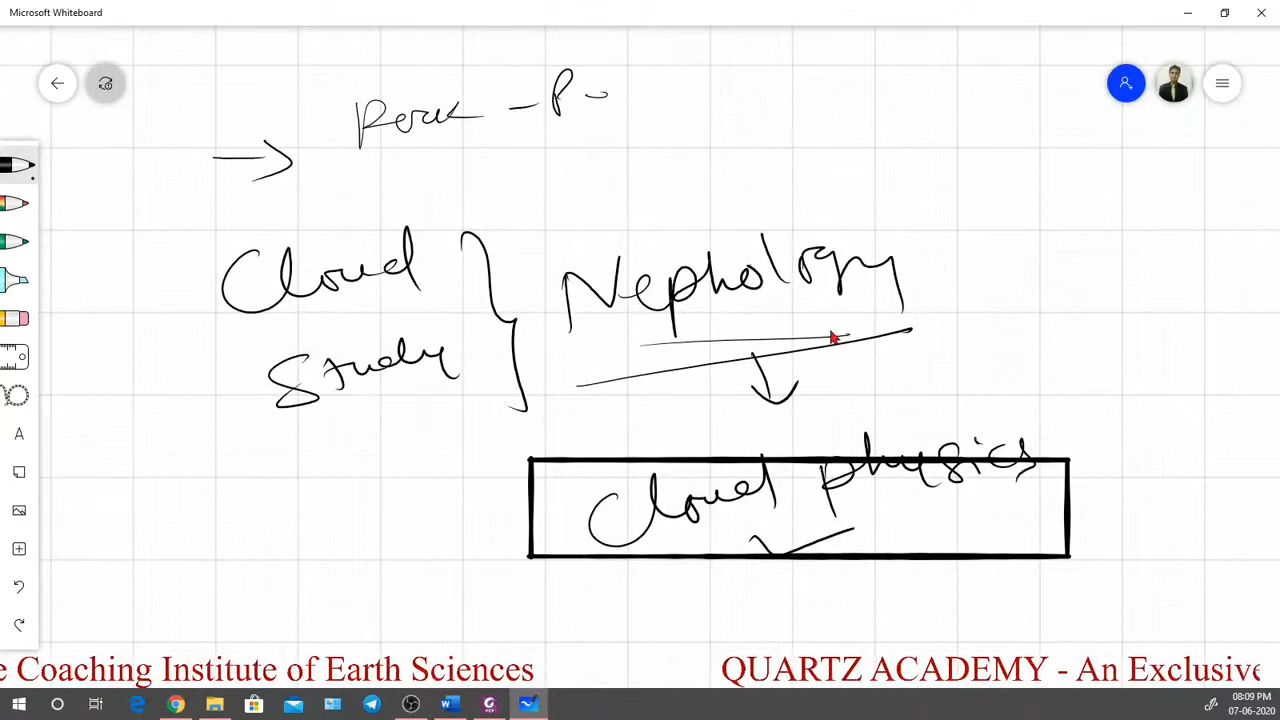 Microsoft Whiteboard
Rock - P
Cloud Study } Nephology
Cloud physics
A
e Coaching Institute of Earth Sciences QUARTZ ACADEMY - An Exclusive
08:09 PM
07-06-2020